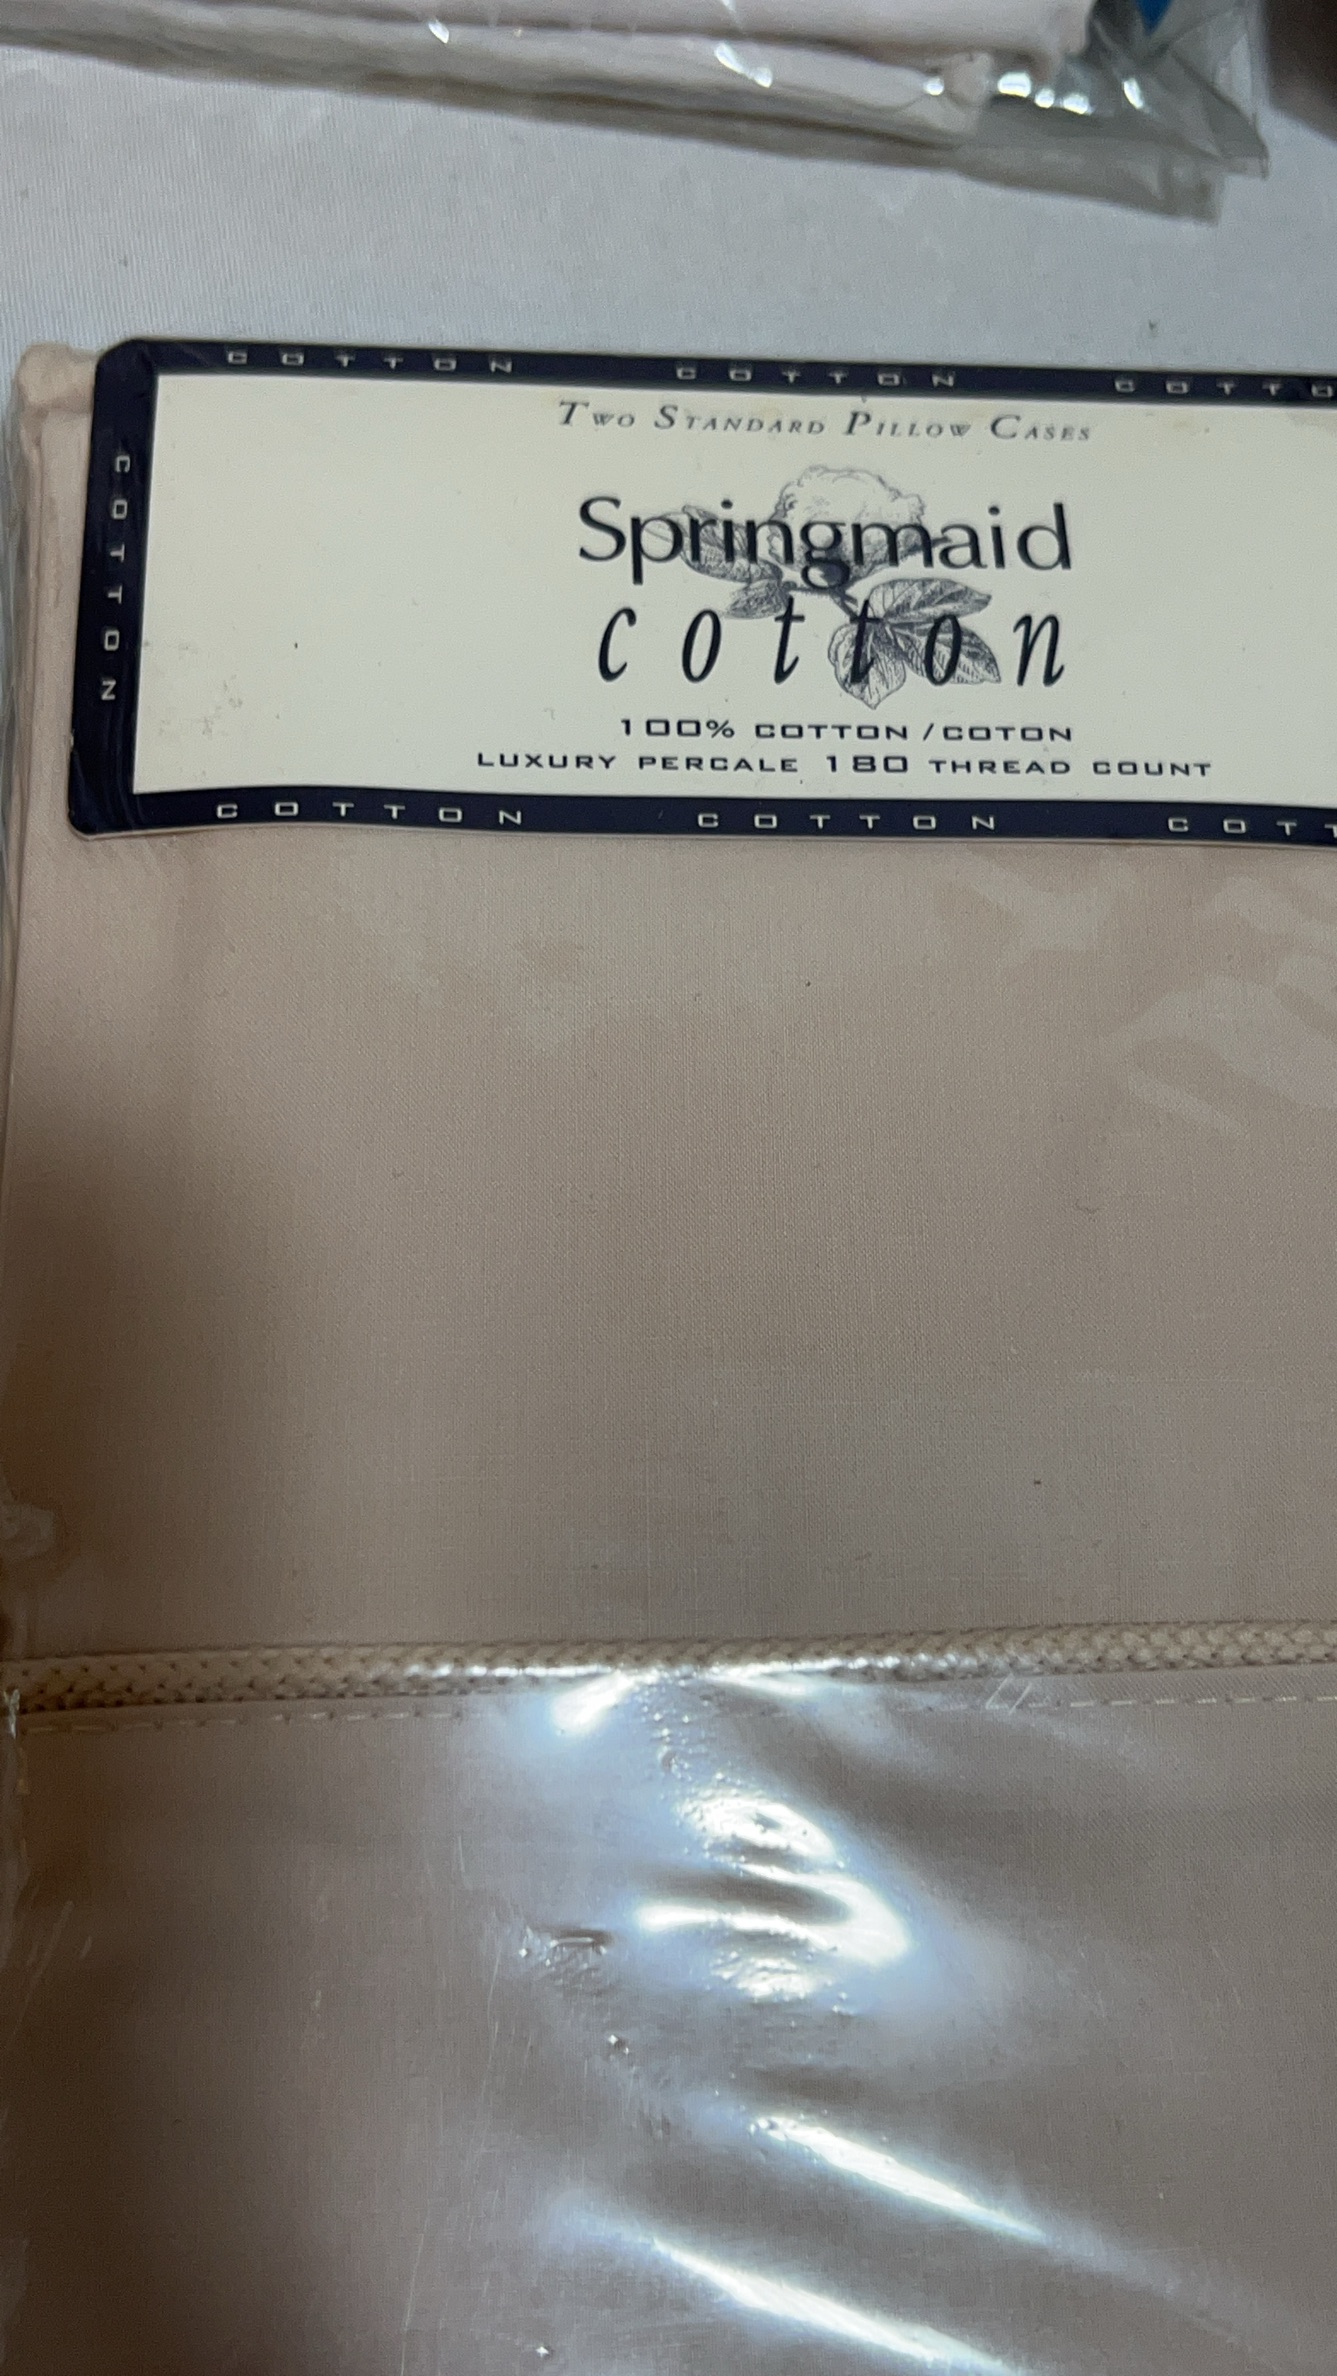 COTTON COTTON COTTO
COTTON
Two Standard Pillow Cases
Springmaid
cotton
100% COTTON / COTON
LUXURY PERCALE 180 THREAD COUNT
COTTON COTTON COTT